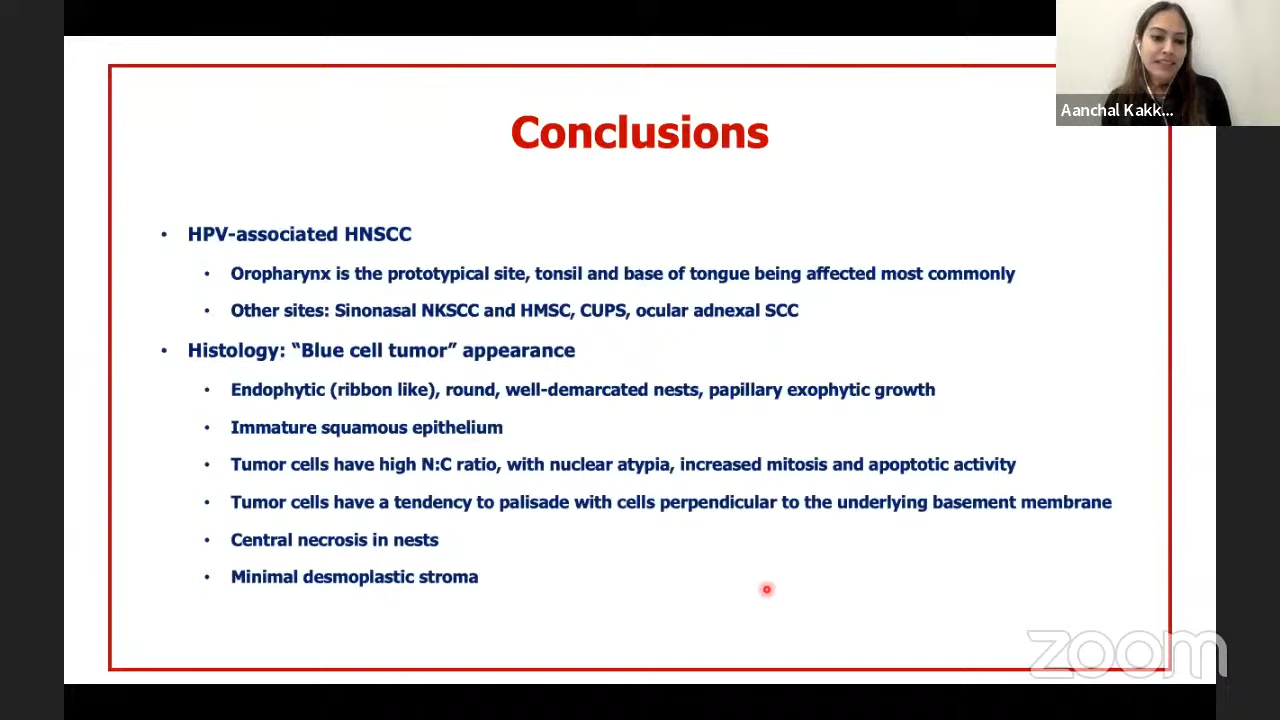 Aanchal Kakk...
Conclusions
• HPV-associated HNSCC
• Oropharynx is the prototypical site, tonsil and base of tongue being affected most commonly
• Other sites: Sinonasal NKSCC and HMSC, CUPS, ocular adnexal SCC
• Histology: “Blue cell tumor” appearance
• Endophytic (ribbon like), round, well-demarcated nests, papillary exophytic growth
• Immature squamous epithelium
• Tumor cells have high N:C ratio, with nuclear atypia, increased mitosis and apoptotic activity
• Tumor cells have a tendency to palisade with cells perpendicular to the underlying basement membrane
• Central necrosis in nests
• Minimal desmoplastic stroma
zoom